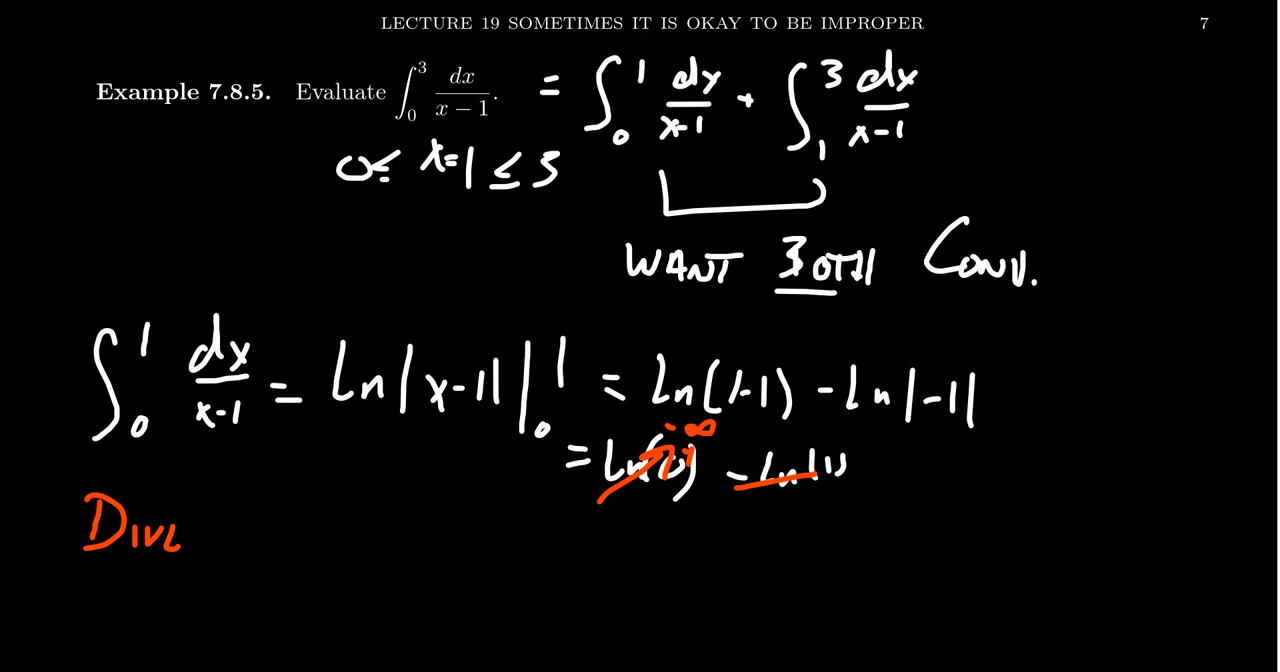 LECTURE 19 SOMETIMES IT IS OKAY TO BE IMPROPER 7
Example 7.8.5. Evaluate ∫₀³ dx/(x − 1). = ∫₀¹ dx/(x-1) + ∫₁³ dx/(x-1)
0 ≤ x=1 ≤ 3
WANT BOTH CONV.
∫₀¹ dx/(x-1) = ln|x-1| |₀¹ = ln(1-1) - ln|-1|
= ln(0⁺) - ln(1)
-∞
DIVE